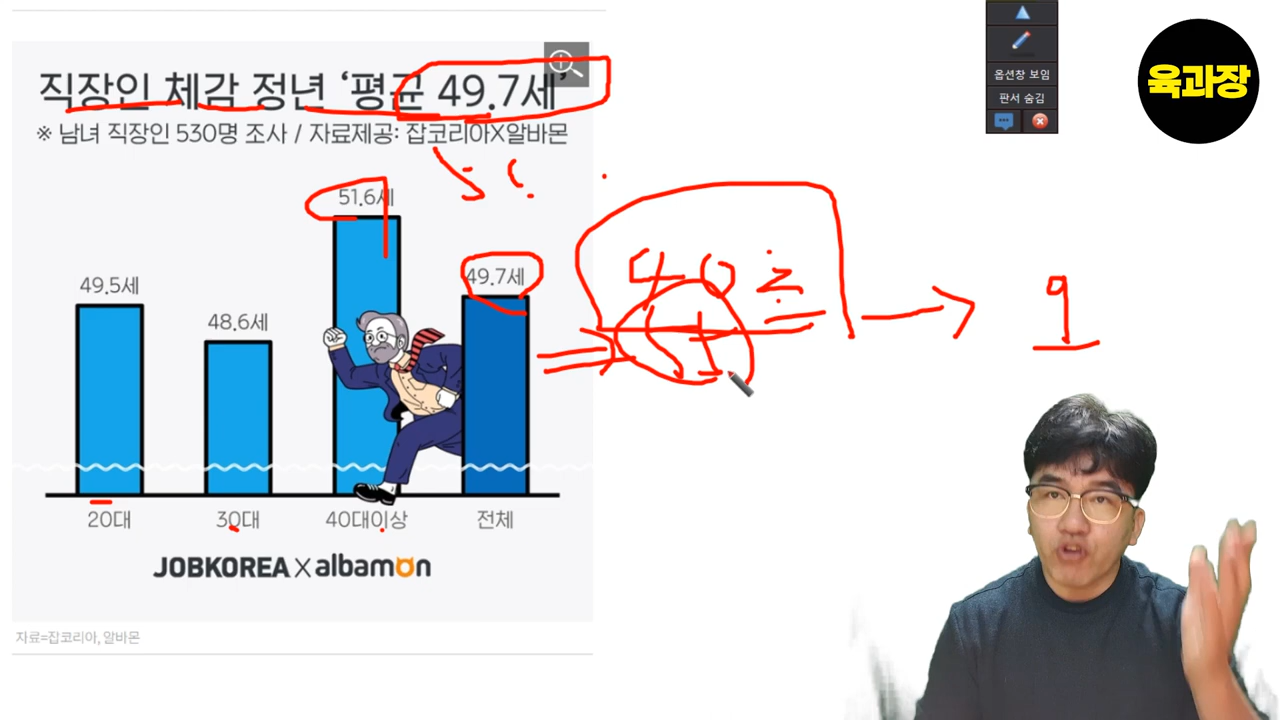 직장인 체감 정년 ‘평균 49.7세’
※ 남녀 직장인 530명 조사 / 자료제공: 잡코리아X알바몬
51.6세
49.5세
48.6세
49.7세
20대
30대
40대이상
전체
JOBKOREA X albamon
자료=잡코리아, 알바몬
옵션창 보임
판서 숨김
육과장
40 초
9